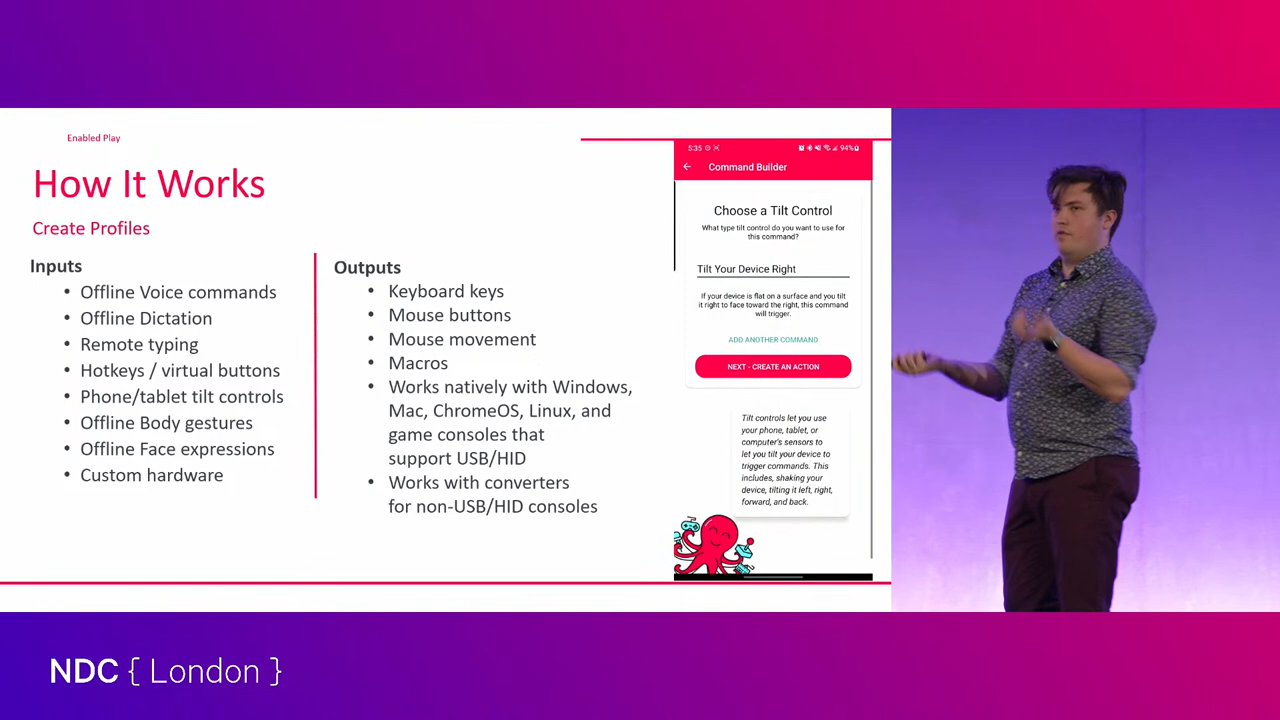 Enabled Play
How It Works
Create Profiles
Inputs
• Offline Voice commands
• Offline Dictation
• Remote typing
• Hotkeys / virtual buttons
• Phone/tablet tilt controls
• Offline Body gestures
• Offline Face expressions
• Custom hardware
Outputs
• Keyboard keys
• Mouse buttons
• Mouse movement
• Macros
• Works natively with Windows,
Mac, ChromeOS, Linux, and
game consoles that
support USB/HID
• Works with converters
for non-USB/HID consoles
5:35 94%
Command Builder
Choose a Tilt Control
What type tilt control do you want to use for
this command?
Tilt Your Device Right
If your device is flat on a surface and you tilt
it right to face toward the right, this command
will trigger.
ADD ANOTHER COMMAND
NEXT - CREATE AN ACTION
Tilt controls let you use
your phone, tablet, or
computer's sensors to
let you tilt your device to
trigger commands. This
includes, shaking your
device, tilting it left, right,
forward, and back.
NDC { London }